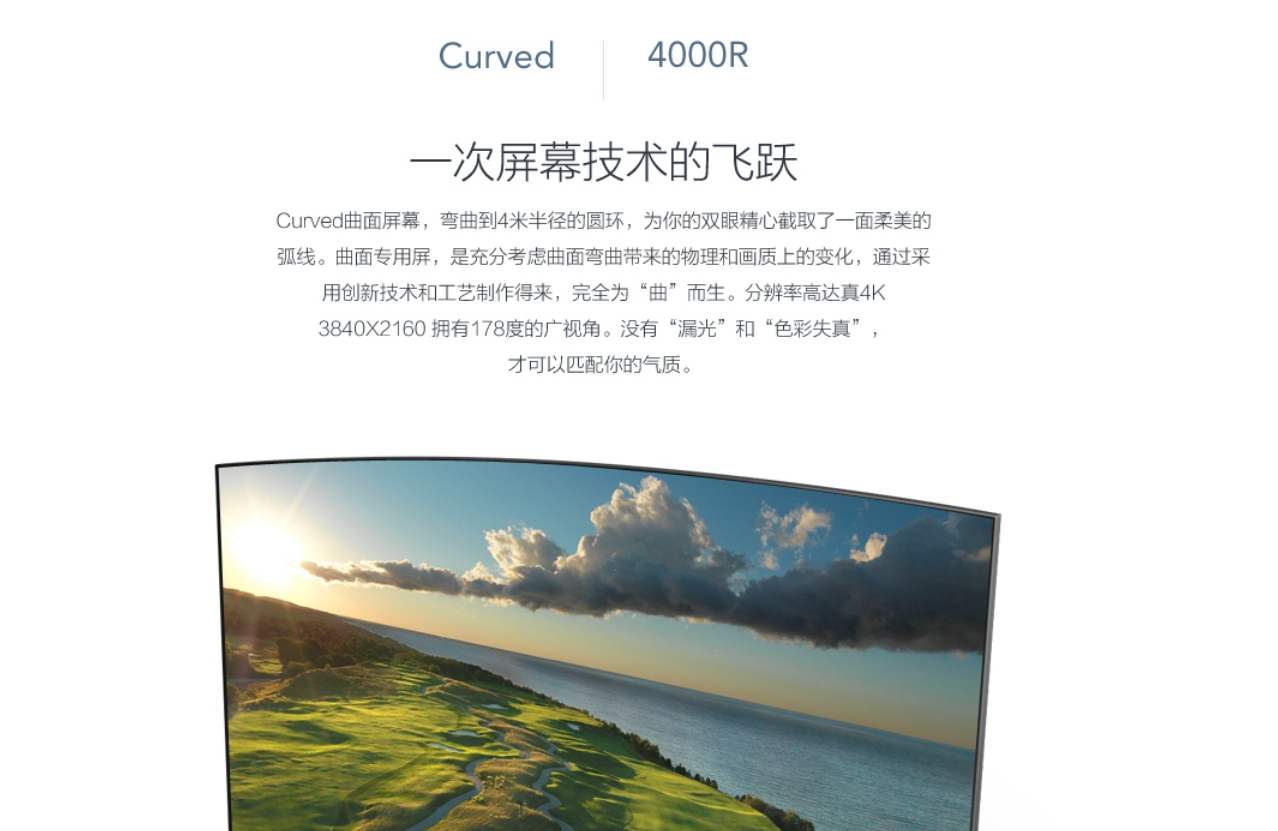 Curved 4000R
一次屏幕技术的飞跃
Curved曲面屏幕，弯曲到4米半径的圆环，为你的双眼精心截取了一面柔美的
弧线。曲面专用屏，是充分考虑曲面弯曲带来的物理和画质上的变化，通过采
用创新技术和工艺制作得来，完全为“曲”而生。分辨率高达真4K
3840X2160 拥有178度的广视角。没有“漏光”和“色彩失真”，
才可以匹配你的气质。